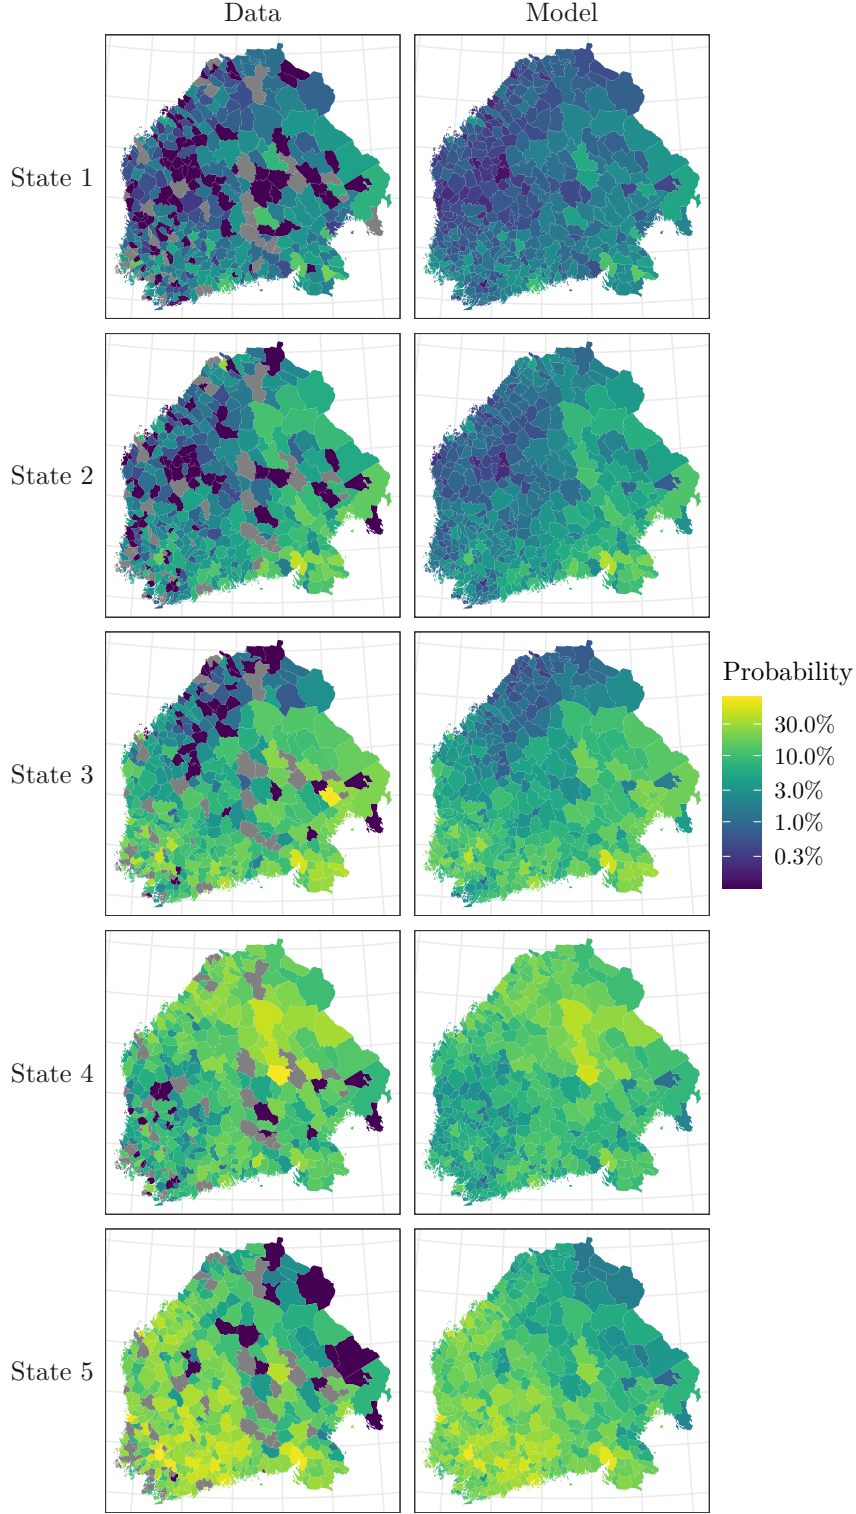 Data Model
State 1
State 2
State 3
Probability
30.0%
10.0%
3.0%
1.0%
0.3%
State 4
State 5